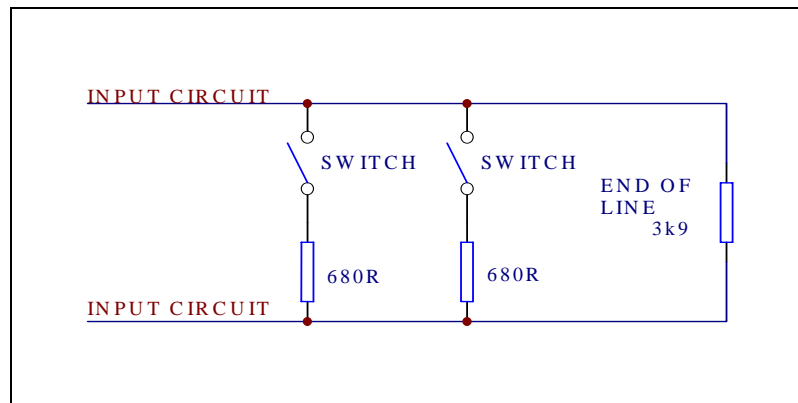 INPUT CIRCUIT
SWITCH
SWITCH
END OF
LINE
3k9
680R
680R
INPUT CIRCUIT